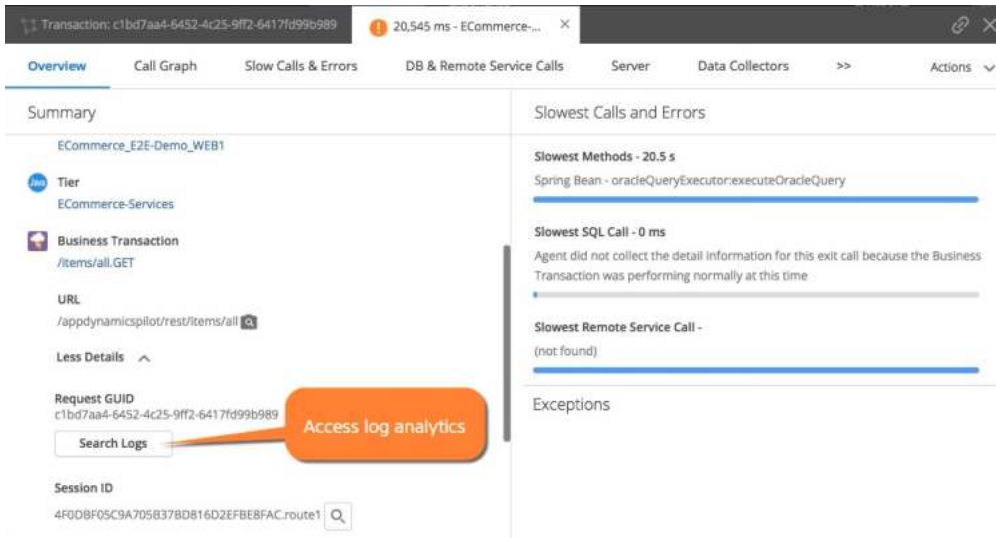 Transaction: c1bd7aa4-6452-4c25-9ff2-6417fd99b989
20,545 ms - ECommerce-...
Overview
Call Graph
Slow Calls & Errors
DB & Remote Service Calls
Server
Data Collectors
>>
Actions
Summary
ECommerce_E2E-Demo_WEB1
Java
Tier
ECommerce-Services
Business Transaction
/items/all.GET
URL
/appdynamicspilot/rest/items/all
Less Details
Request GUID
c1bd7aa4-6452-4c25-9ff2-6417fd99b989
Search Logs
Access log analytics
Session ID
4F0DBF05C9A705B37BD816D2EFBE8FAC.route1
Slowest Calls and Errors
Slowest Methods - 20.5 s
Spring Bean - oracleQueryExecutor:executeOracleQuery
Slowest SQL Call - 0 ms
Agent did not collect the detail information for this exit call because the Business
Transaction was performing normally at this time
Slowest Remote Service Call -
(not found)
Exceptions